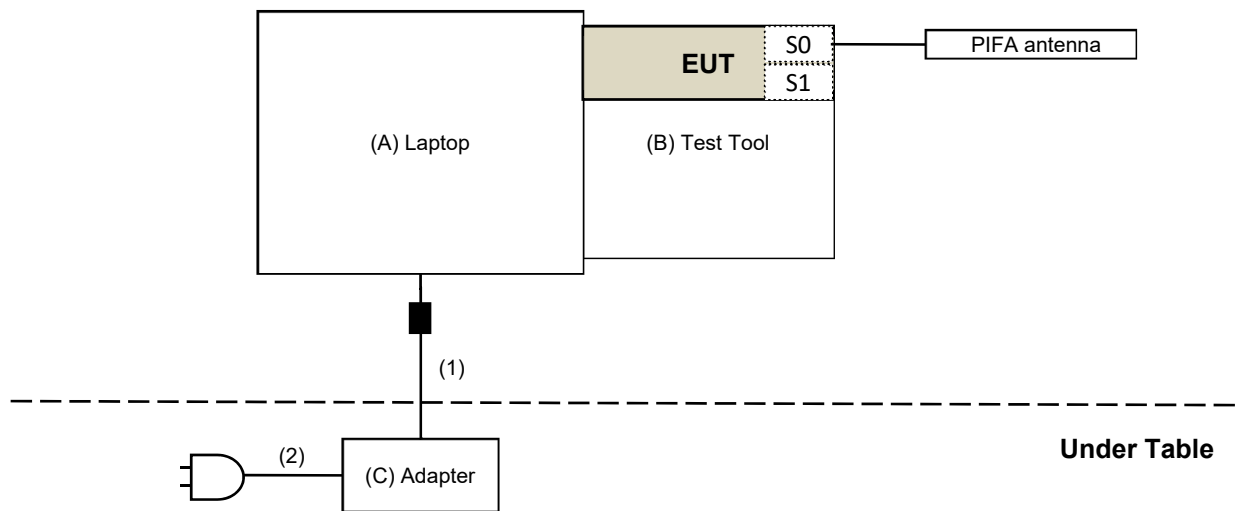 S0
PIFA antenna
EUT
S1
(A) Laptop
(B) Test Tool
(1)
Under Table
(2)
(C) Adapter